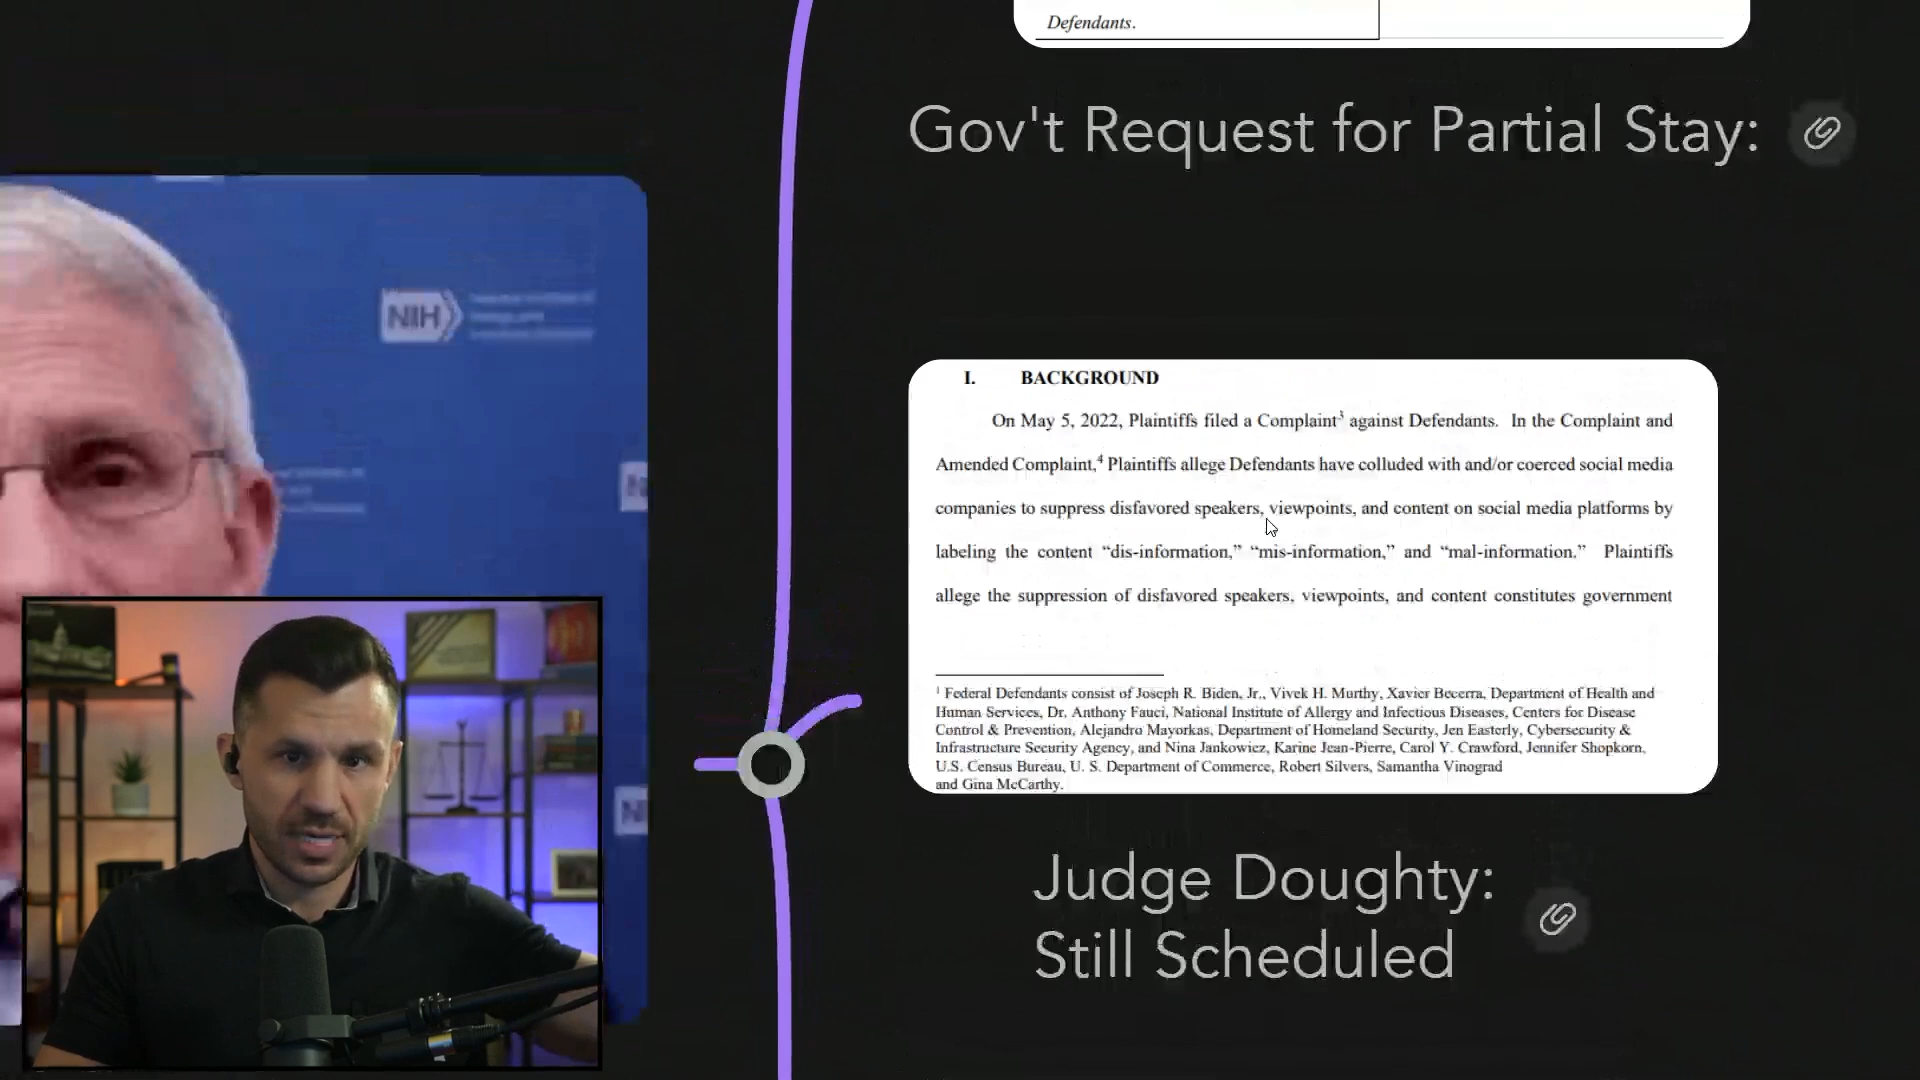 Defendants.
Gov't Request for Partial Stay:
NIH
I. BACKGROUND
On May 5, 2022, Plaintiffs filed a Complaint³ against Defendants. In the Complaint and
Amended Complaint,⁴ Plaintiffs allege Defendants have colluded with and/or coerced social media
companies to suppress disfavored speakers, viewpoints, and content on social media platforms by
labeling the content “dis-information,” “mis-information,” and “mal-information.” Plaintiffs
allege the suppression of disfavored speakers, viewpoints, and content constitutes government
¹ Federal Defendants consist of Joseph R. Biden, Jr., Vivek H. Murthy, Xavier Becerra, Department of Health and
Human Services, Dr. Anthony Fauci, National Institute of Allergy and Infectious Diseases, Centers for Disease
Control & Prevention, Alejandro Mayorkas, Department of Homeland Security, Jen Easterly, Cybersecurity &
Infrastructure Security Agency, and Nina Jankowicz, Karine Jean-Pierre, Carol Y. Crawford, Jennifer Shopkorn,
U.S. Census Bureau, U. S. Department of Commerce, Robert Silvers, Samantha Vinograd
and Gina McCarthy.
Judge Doughty:
Still Scheduled